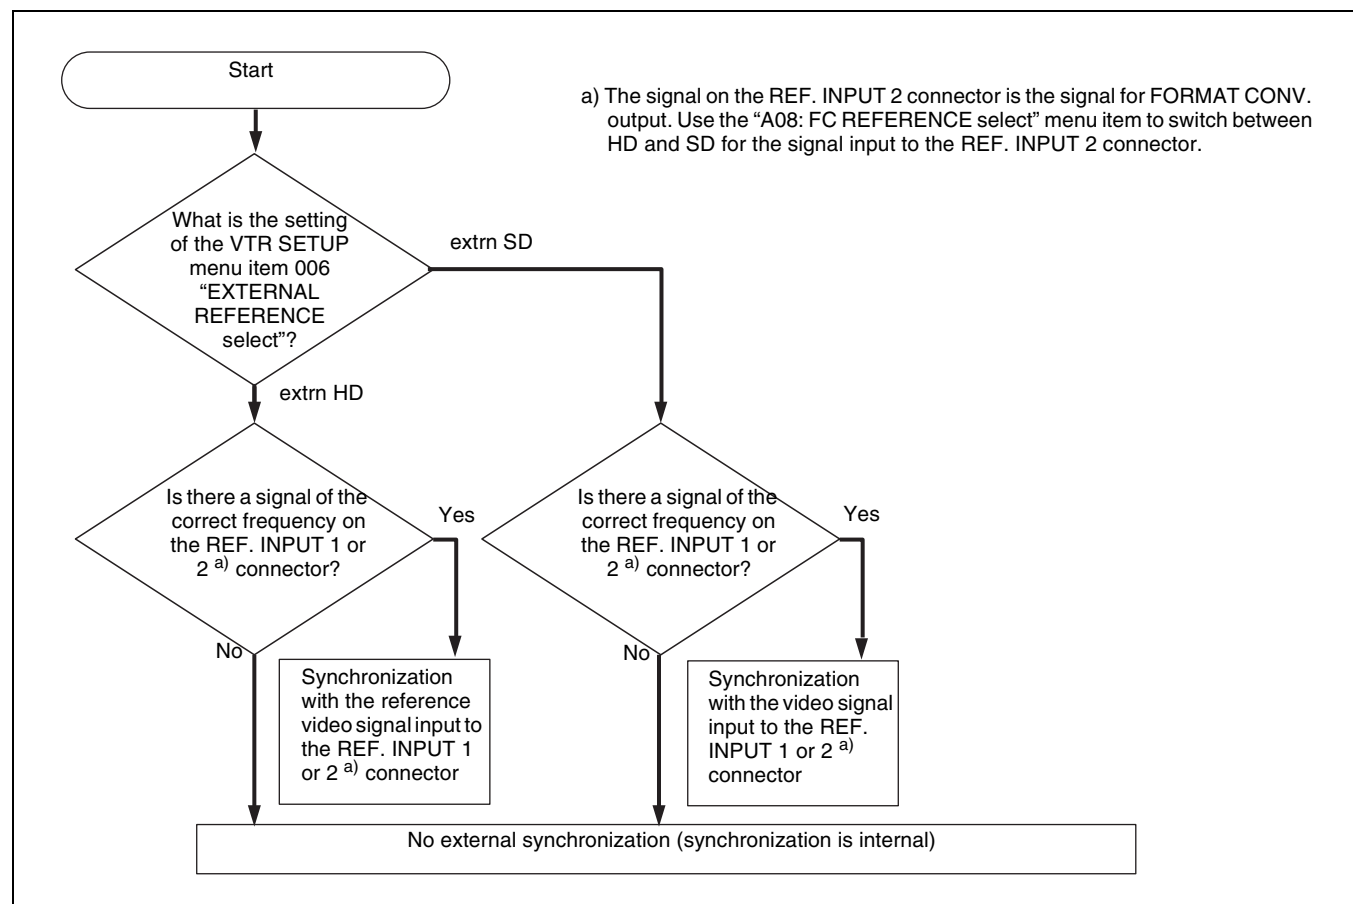 Start
a) The signal on the REF. INPUT 2 connector is the signal for FORMAT CONV.
output. Use the “A08: FC REFERENCE select” menu item to switch between
HD and SD for the signal input to the REF. INPUT 2 connector.
What is the setting
of the VTR SETUP
menu item 006
“EXTERNAL
REFERENCE
select”?
extrn SD
extrn HD
Is there a signal of the
correct frequency on
the REF. INPUT 1 or
2 a) connector?
Yes
No
Is there a signal of the
correct frequency on
the REF. INPUT 1 or
2 a) connector?
Yes
No
Synchronization
with the reference
video signal input to
the REF. INPUT 1
or 2 a) connector
Synchronization
with the video signal
input to the REF.
INPUT 1 or 2 a)
connector
No external synchronization (synchronization is internal)